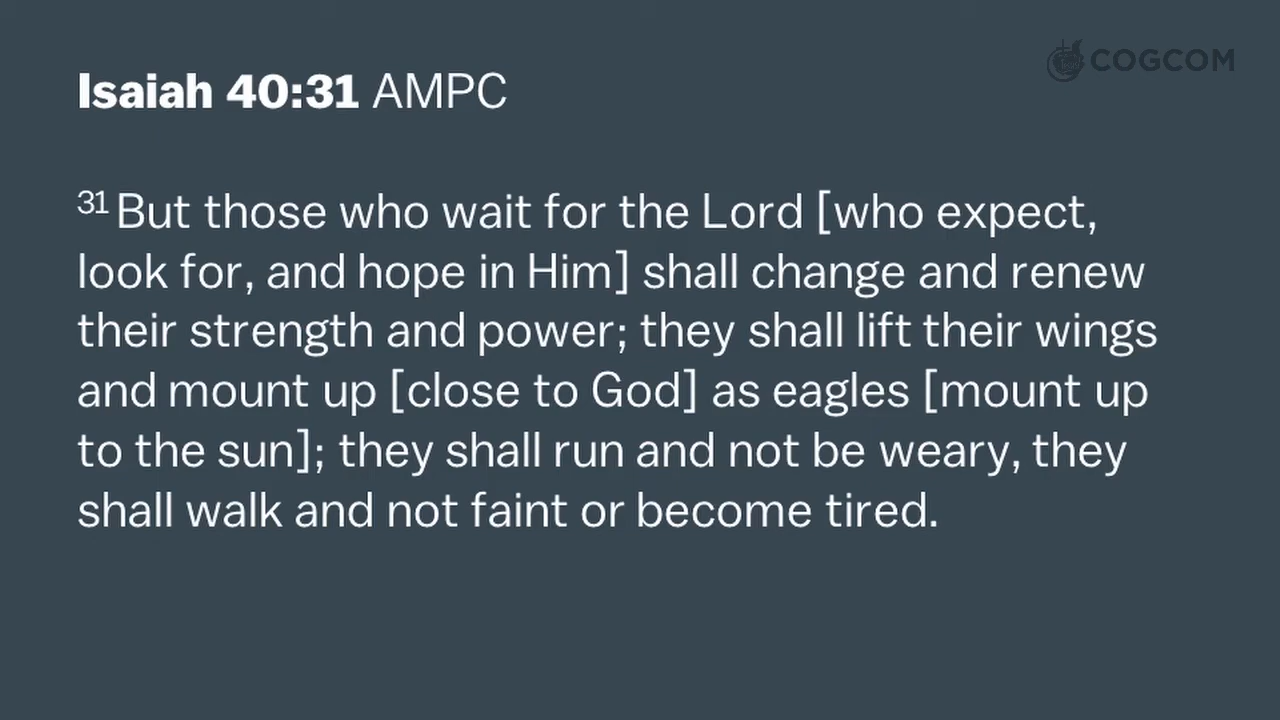 COGCOM
Isaiah 40:31 AMPC
31 But those who wait for the Lord [who expect,
look for, and hope in Him] shall change and renew
their strength and power; they shall lift their wings
and mount up [close to God] as eagles [mount up
to the sun]; they shall run and not be weary, they
shall walk and not faint or become tired.